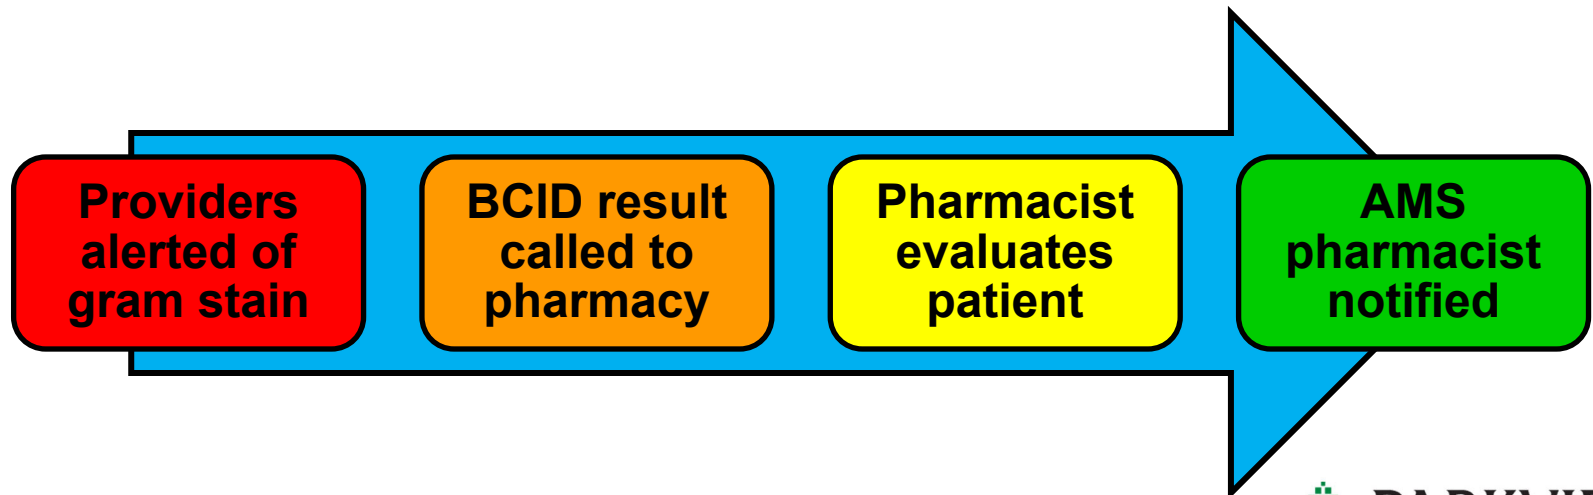 Providers
alerted of
gram stain
BCID result
called to
pharmacy
Pharmacist
evaluates
patient
AMS
pharmacist
notified